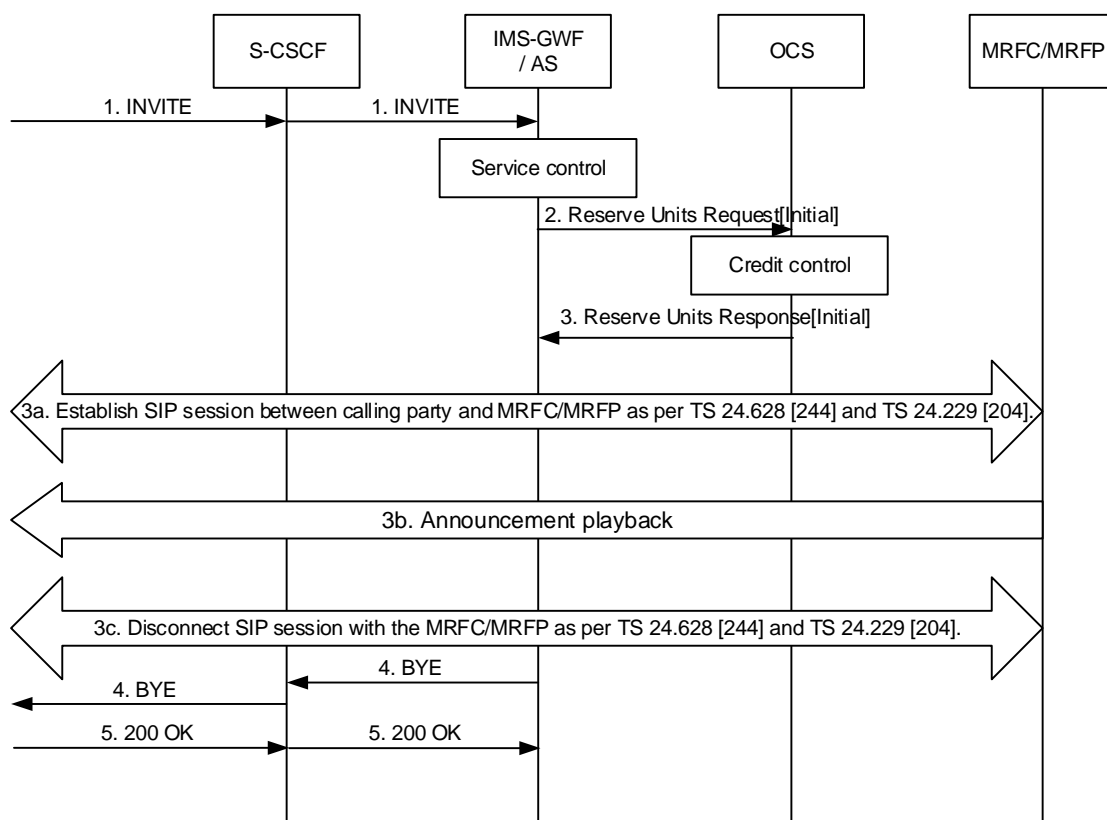 S-CSCF
IMS-GWF
/ AS
OCS
MRFC/MRFP
1. INVITE
1. INVITE
Service control
2. Reserve Units Request[Initial]
Credit control
3. Reserve Units Response[Initial]
3a. Establish SIP session between calling party and MRFC/MRFP as per TS 24.628 [244] and TS 24.229 [204].
3b. Announcement playback
3c. Disconnect SIP session with the MRFC/MRFP as per TS 24.628 [244] and TS 24.229 [204].
4. BYE
4. BYE
5. 200 OK
5. 200 OK